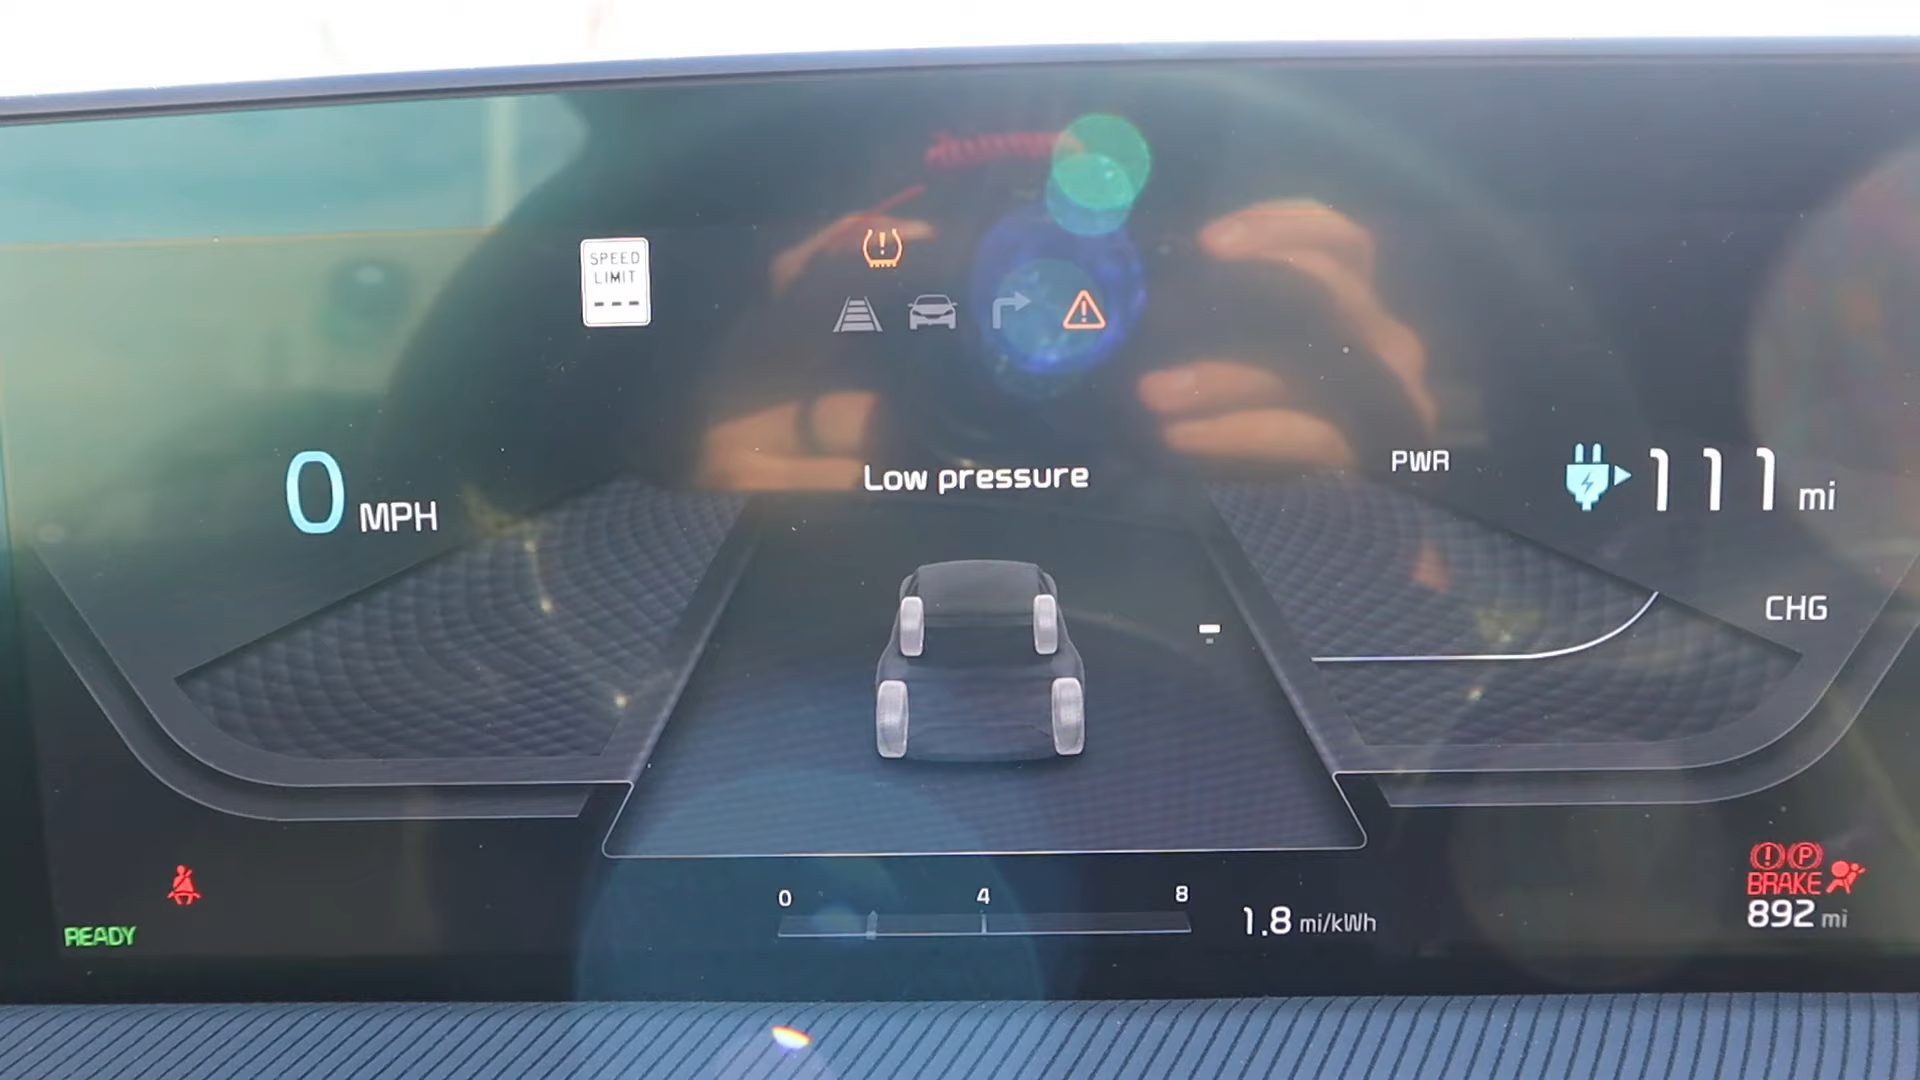 SPEED
LIMIT
---
Low pressure
0 MPH
PWR
111 mi
CHG
0 4 8
1.8 mi/kWh
READY
P
BRAKE
892 mi